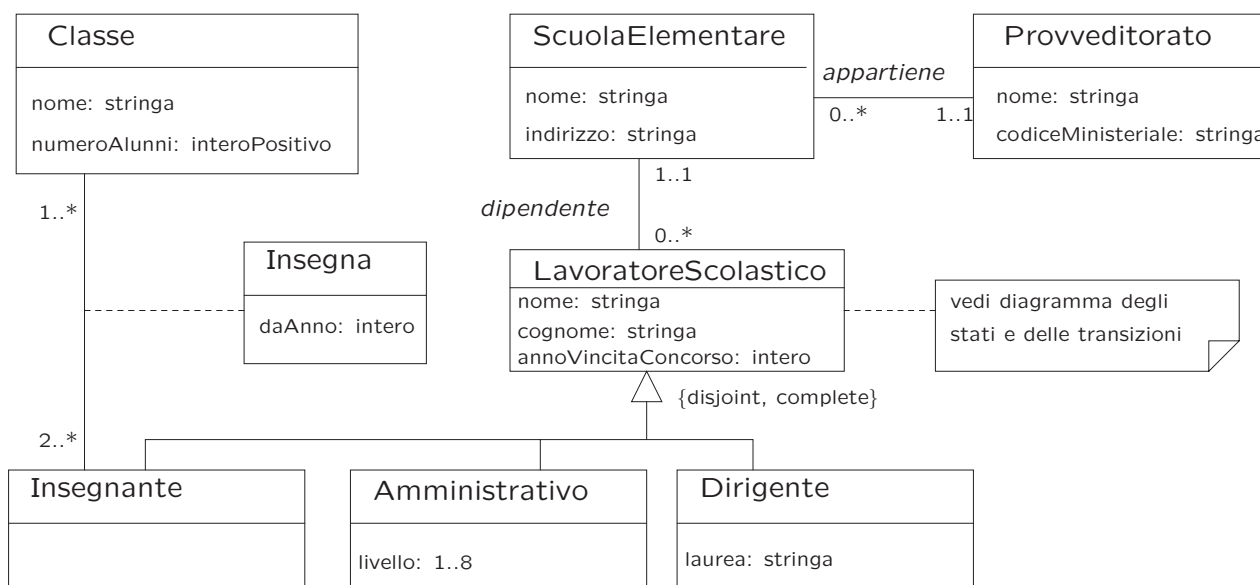 Classe
nome: stringa
numeroAlunni: interoPositivo
ScuolaElementare
nome: stringa
indirizzo: stringa
appartiene
0..*
1..1
Provveditorato
nome: stringa
codiceMinisteriale: stringa
1..*
1..1
dipendente
0..*
Insegna
daAnno: intero
LavoratoreScolastico
nome: stringa
cognome: stringa
annoVincitaConcorso: intero
vedi diagramma degli
stati e delle transizioni
{disjoint, complete}
2..*
Insegnante
Amministrativo
livello: 1..8
Dirigente
laurea: stringa